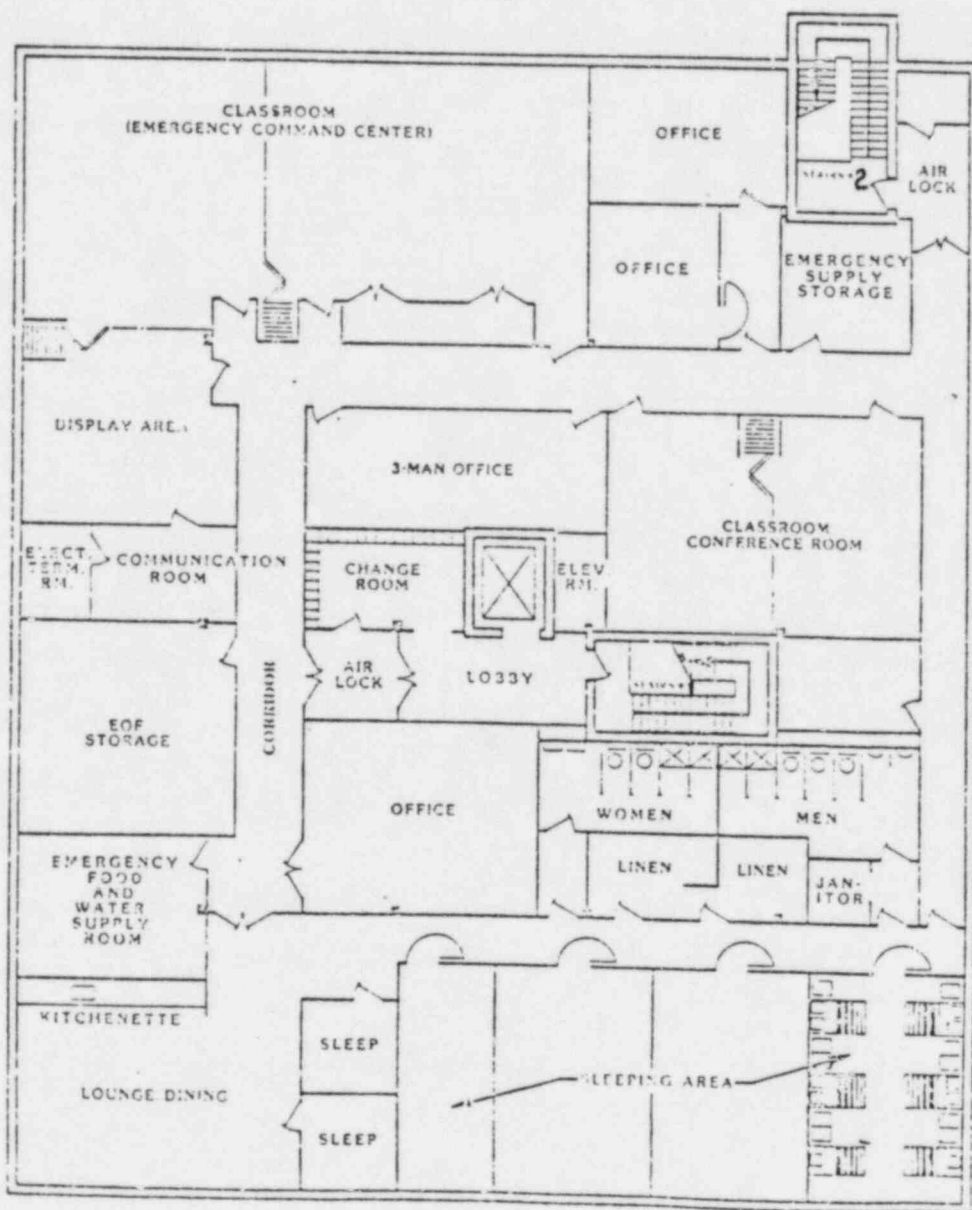 CLASSROOM
(EMERGENCY COMMAND CENTER)
OFFICE
2
AIR
LOCK
OFFICE
EMERGENCY
SUPPLY
STORAGE
DISPLAY AREA
3-MAN OFFICE
CLASSROOM
CONFERENCE ROOM
ELECT.
TERM.
RM.
COMMUNICATION
ROOM
CHANGE
ROOM
ELEV
RM.
AIR
LOCK
LOBBY
CORRIDOR
EOF
STORAGE
OFFICE
WOMEN
MEN
LINEN
LINEN
JAN-
ITOR
EMERGENCY
FOOD
AND
WATER
SUPPLY
ROOM
KITCHENETTE
SLEEP
LOUNGE DINING
SLEEPING AREA
SLEEP